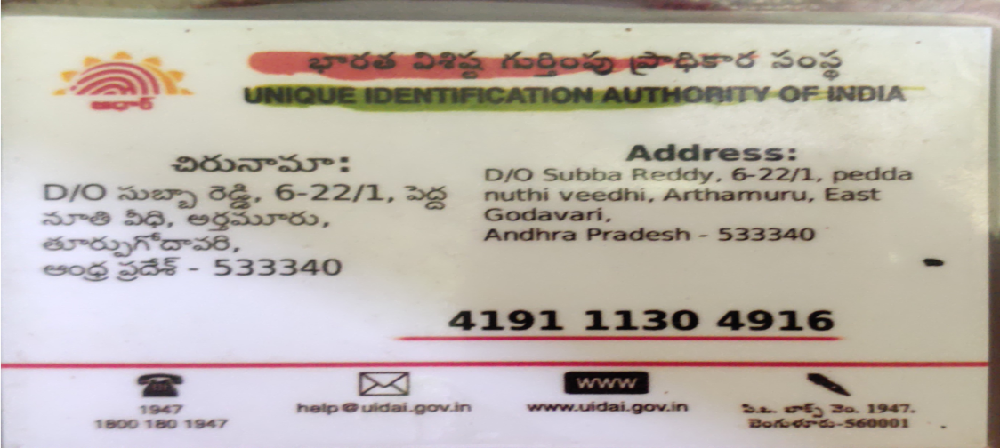 భారత విశిష్ట గుర్తింపు ప్రాధికార సంస్థ
UNIQUE IDENTIFICATION AUTHORITY OF INDIA
ఆధార్
చిరునామా:
D/O సుబ్బా రెడ్డి, 6-22/1, పెద్ద
నూతి వీధి, అర్తమూరు,
తూర్పుగోదావరి,
ఆంధ్ర ప్రదేశ్ - 533340
Address:
D/O Subba Reddy, 6-22/1, pedda
nuthi veedhi, Arthamuru, East
Godavari,
Andhra Pradesh - 533340
4191 1130 4916
1947
1800 180 1947
help@uidai.gov.in
www
www.uidai.gov.in
పి.ఒ. బాక్స్ నెం. 1947.
బెంగుళూరు-560001